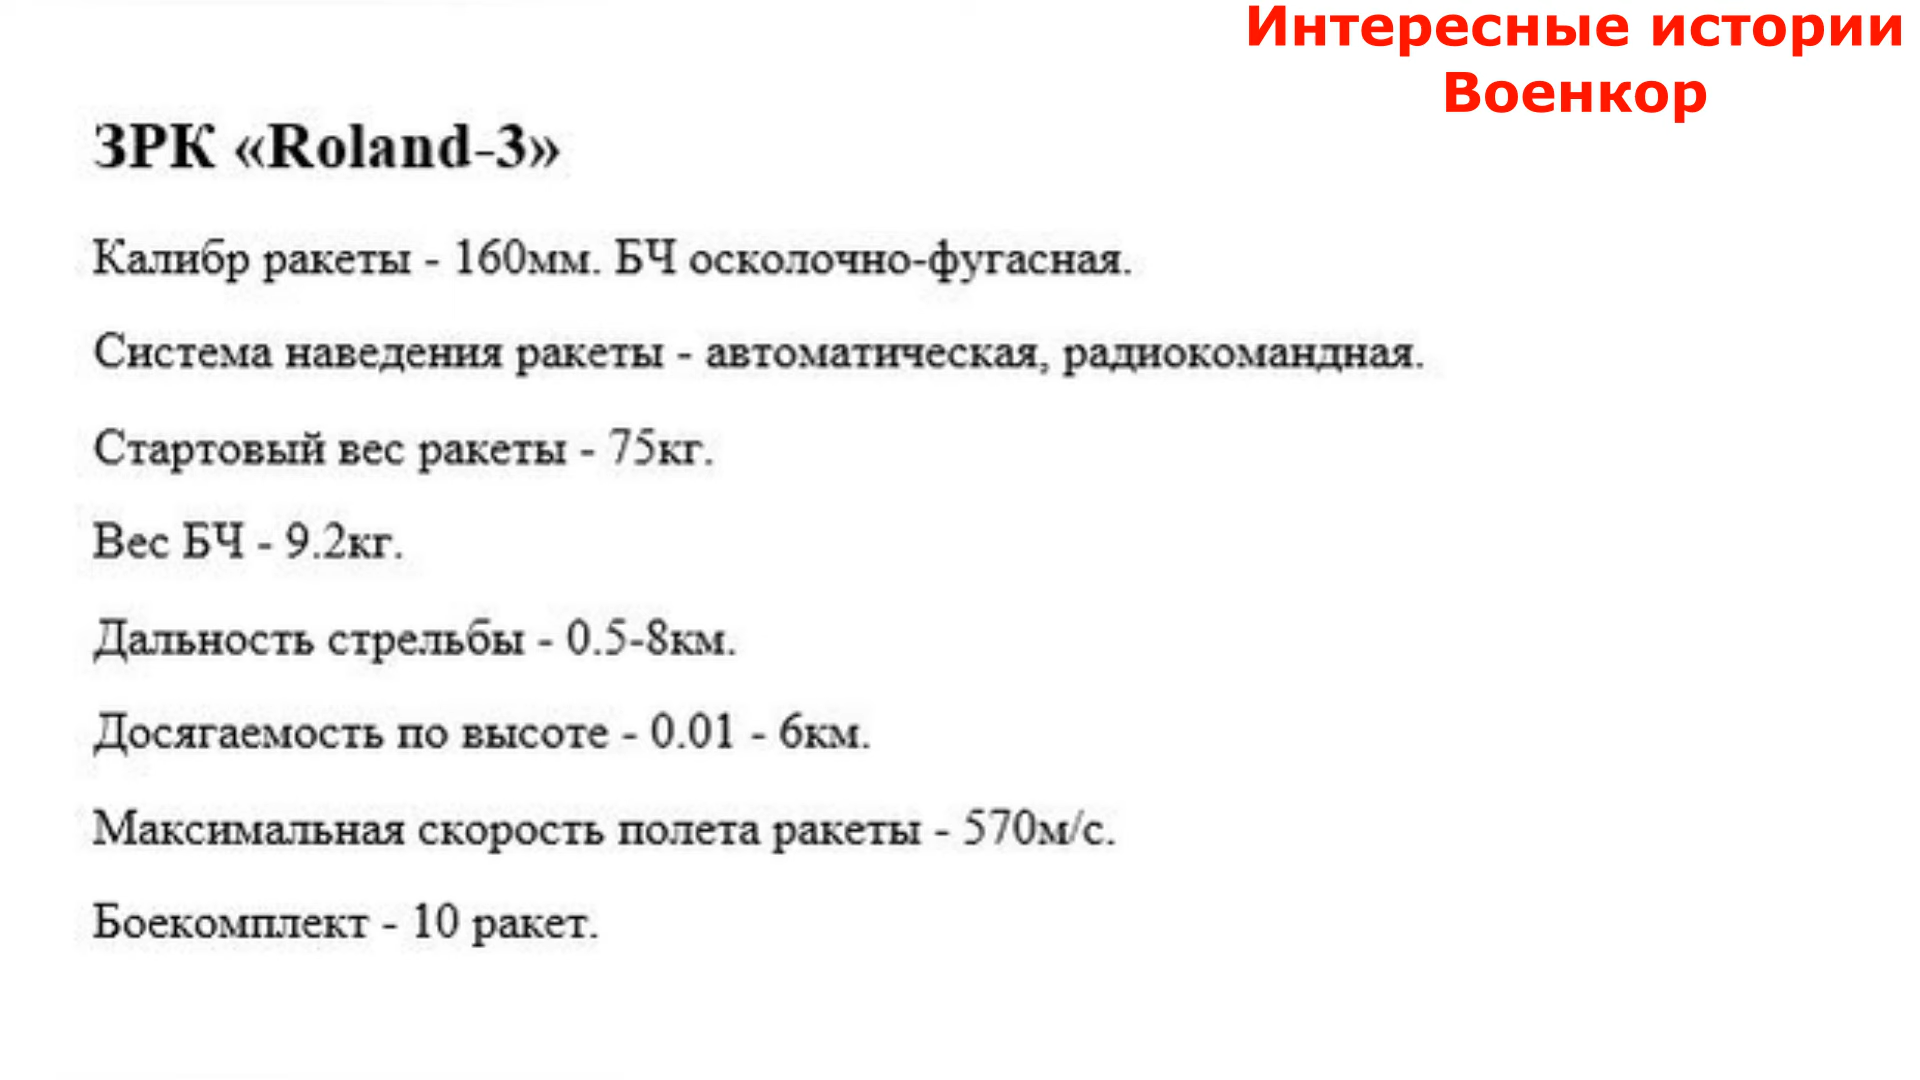 Интересные истории
Военкор
ЗРК «Roland-3»
Калибр ракеты - 160мм. БЧ осколочно-фугасная.
Система наведения ракеты - автоматическая, радиокомандная.
Стартовый вес ракеты - 75кг.
Вес БЧ - 9.2кг.
Дальность стрельбы - 0.5-8км.
Досягаемость по высоте - 0.01 - 6км.
Максимальная скорость полета ракеты - 570м/с.
Боекомплект - 10 ракет.